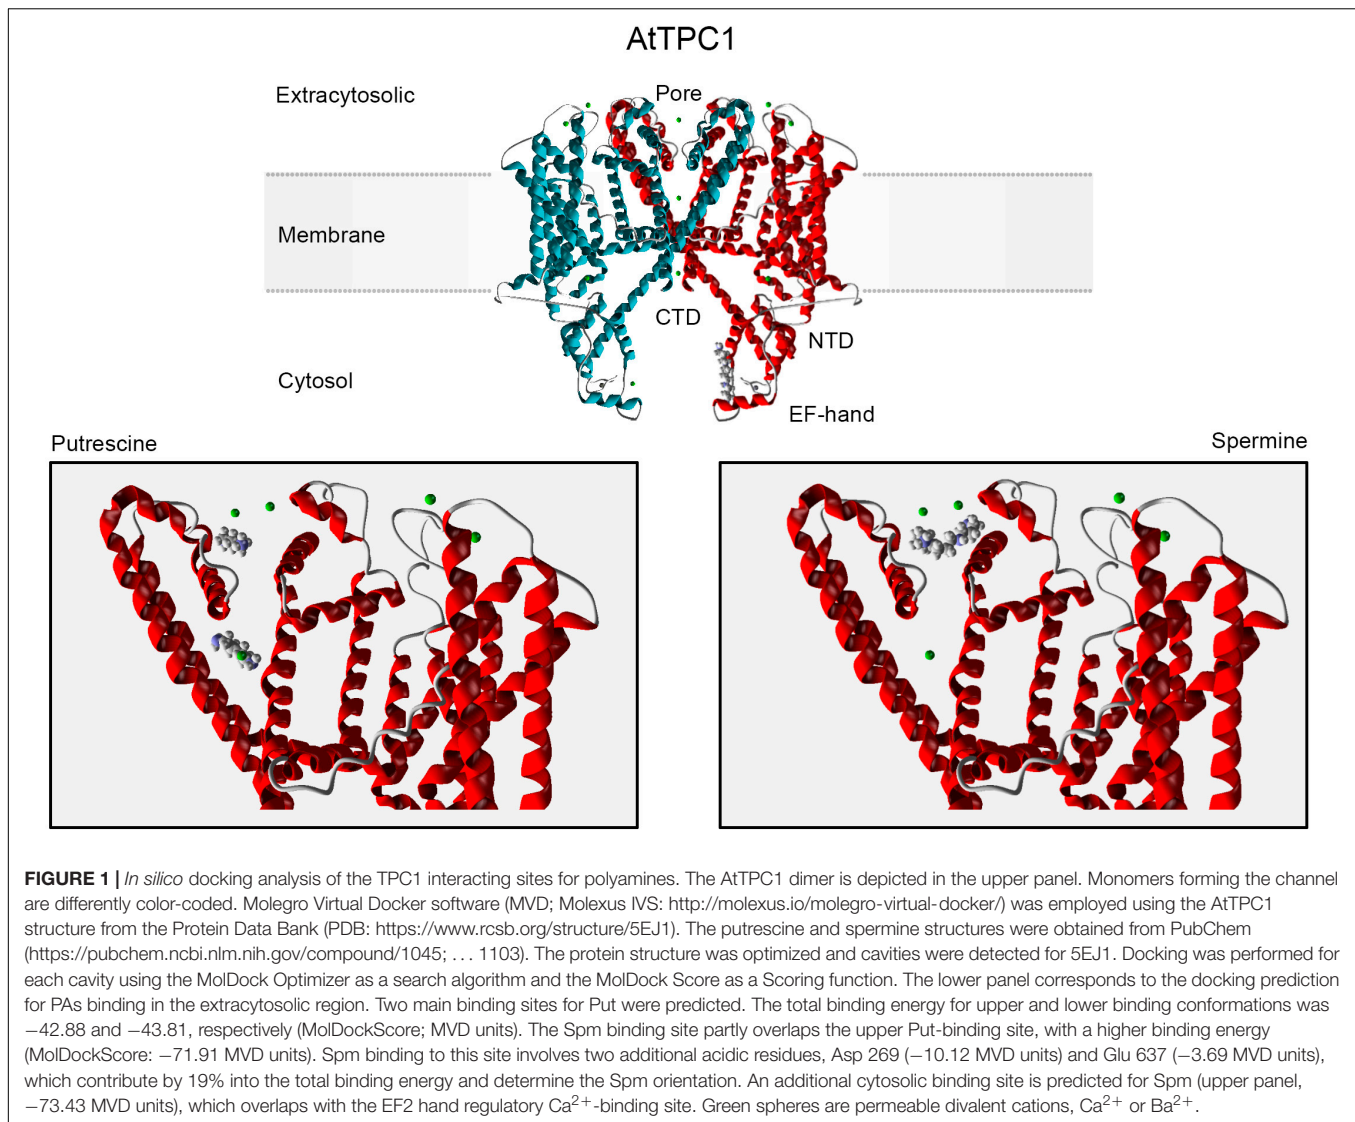 AtTPC1
Extracytosolic
Pore
Membrane
CTD
NTD
Cytosol
EF-hand
Putrescine
Spermine
FIGURE 1 | In silico docking analysis of the TPC1 interacting sites for polyamines. The AtTPC1 dimer is depicted in the upper panel. Monomers forming the channel
are differently color-coded. Molegro Virtual Docker software (MVD; Molexus IVS: http://molexus.io/molegro-virtual-docker/) was employed using the AtTPC1
structure from the Protein Data Bank (PDB: https://www.rcsb.org/structure/5EJ1). The putrescine and spermine structures were obtained from PubChem
(https://pubchem.ncbi.nlm.nih.gov/compound/1045; ... 1103). The protein structure was optimized and cavities were detected for 5EJ1. Docking was performed for
each cavity using the MolDock Optimizer as a search algorithm and the MolDock Score as a Scoring function. The lower panel corresponds to the docking prediction
for PAs binding in the extracytosolic region. Two main binding sites for Put were predicted. The total binding energy for upper and lower binding conformations was
−42.88 and −43.81, respectively (MolDockScore; MVD units). The Spm binding site partly overlaps the upper Put-binding site, with a higher binding energy
(MolDockScore: −71.91 MVD units). Spm binding to this site involves two additional acidic residues, Asp 269 (−10.12 MVD units) and Glu 637 (−3.69 MVD units),
which contribute by 19% into the total binding energy and determine the Spm orientation. An additional cytosolic binding site is predicted for Spm (upper panel,
−73.43 MVD units), which overlaps with the EF2 hand regulatory Ca²⁺-binding site. Green spheres are permeable divalent cations, Ca²⁺ or Ba²⁺.